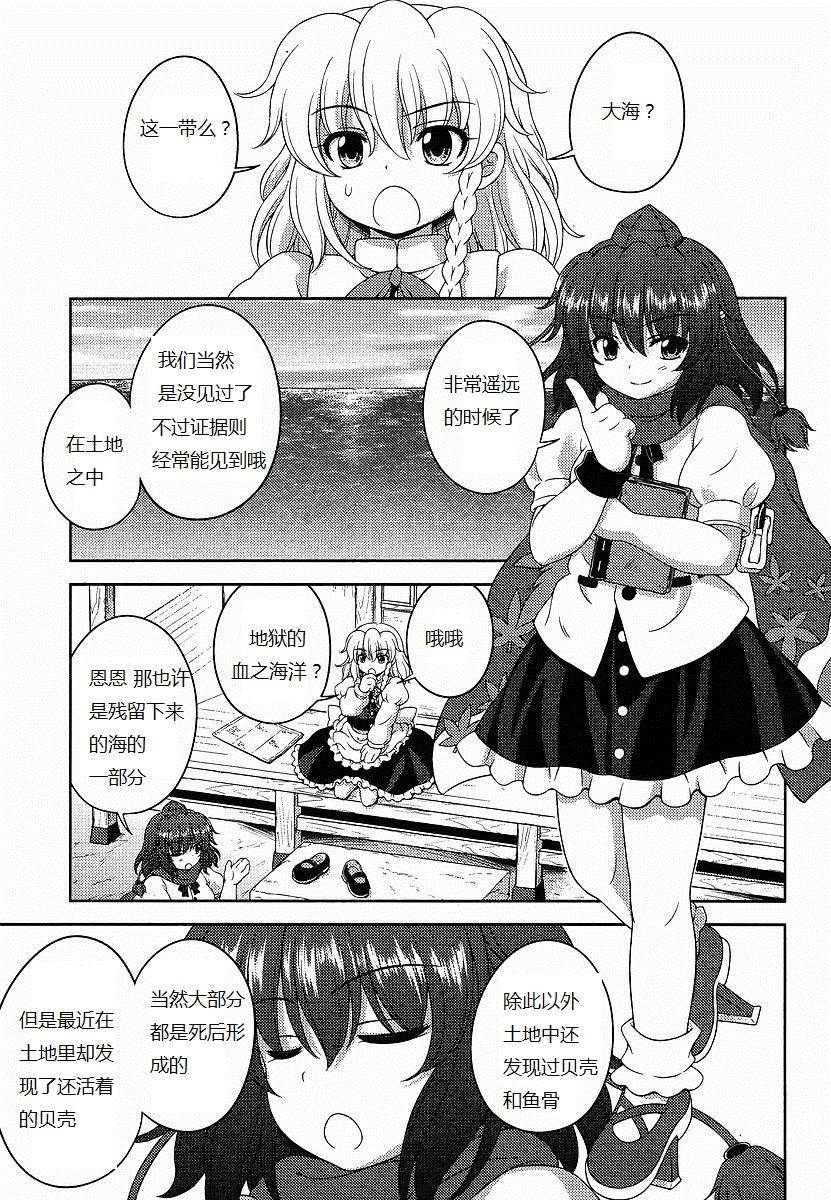 大海？
这一带么？
非常遥远
的时候了
我们当然
是没见过了
不过证据则
经常能见到哦
在土地
之中
哦哦
地狱的
血之海洋？
恩恩 那也许
是残留下来
的海的
一部分
除此以外
土地中还
发现过贝壳
和鱼骨
当然大部分
都是死后形
成的
但是最近在
土地里却发
现了还活着
的贝壳